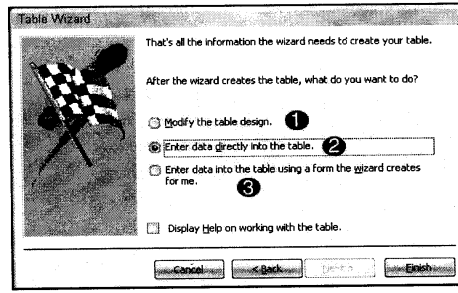 Table Wizard
That's all the information the wizard needs to create your table.
After the wizard creates the table, what do you want to do?
Modify the table design. 1
Enter data directly into the table. 2
Enter data into the table using a form the wizard creates
for me.
3
Display Help on working with the table.
Cancel < Back Next > Finish